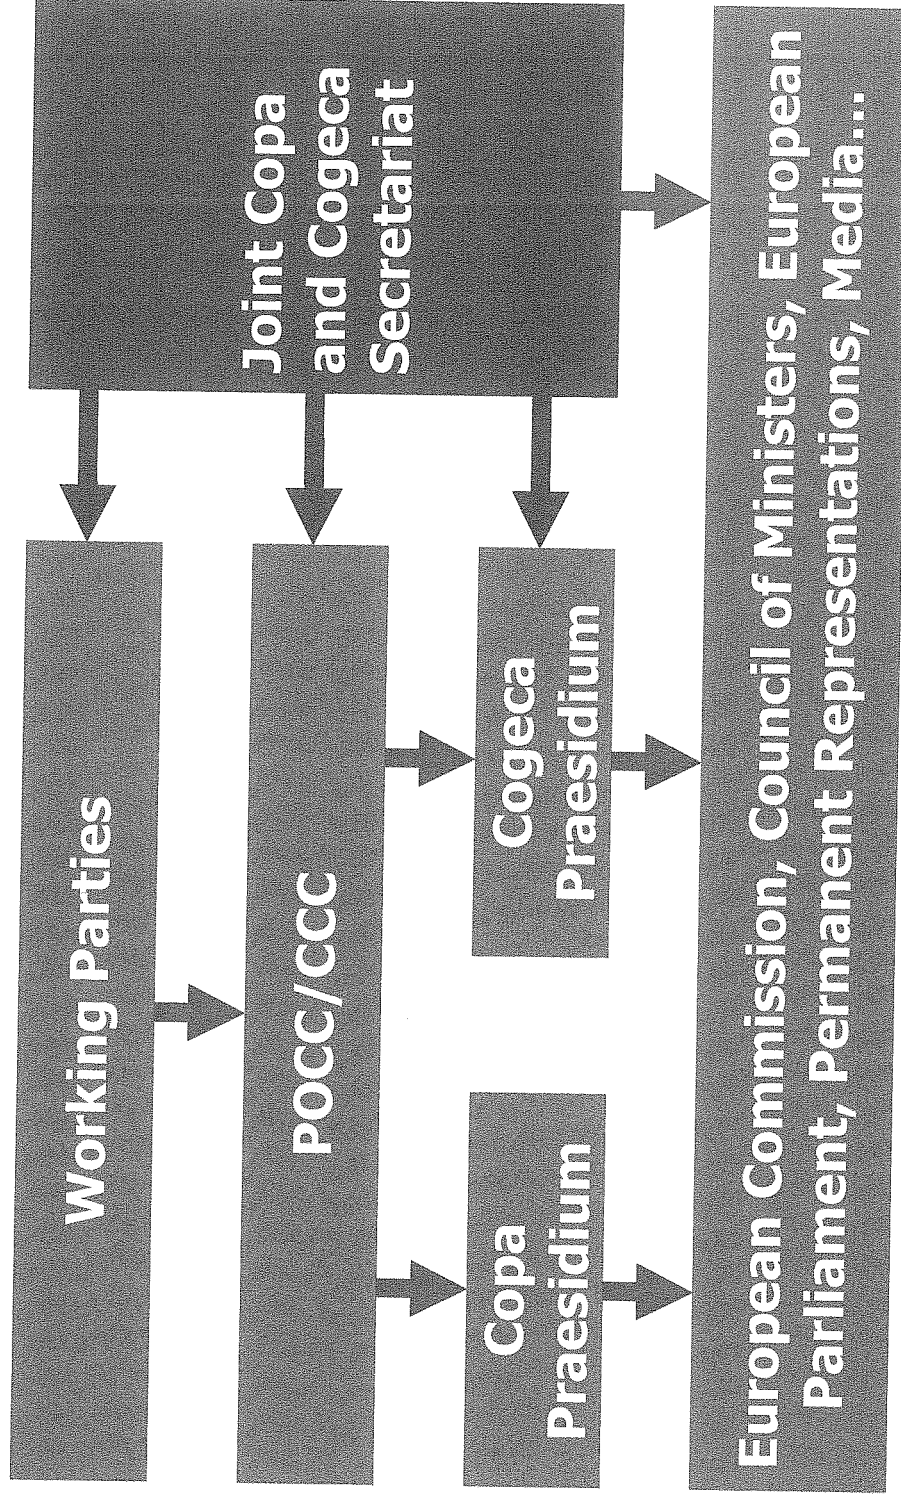 Working Parties
POCC/CCC
Copa
Praesidium
Cogeca
Praesidium
Joint Copa
and Cogeca
Secretariat
European Commission, Council of Ministers, European
Parliament, Permanent Representations, Media...